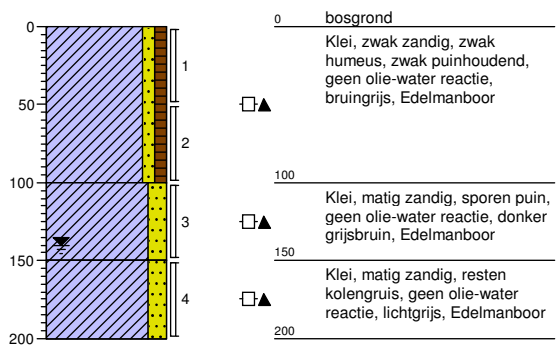 0
50
100
150
200
1
2
3
4
0 bosgrond
Klei, zwak zandig, zwak
humeus, zwak puinhoudend,
geen olie-water reactie,
bruingrijs, Edelmanboor
100
Klei, matig zandig, sporen puin,
geen olie-water reactie, donker
grijsbruin, Edelmanboor
150
Klei, matig zandig, resten
kolengruis, geen olie-water
reactie, lichtgrijs, Edelmanboor
200